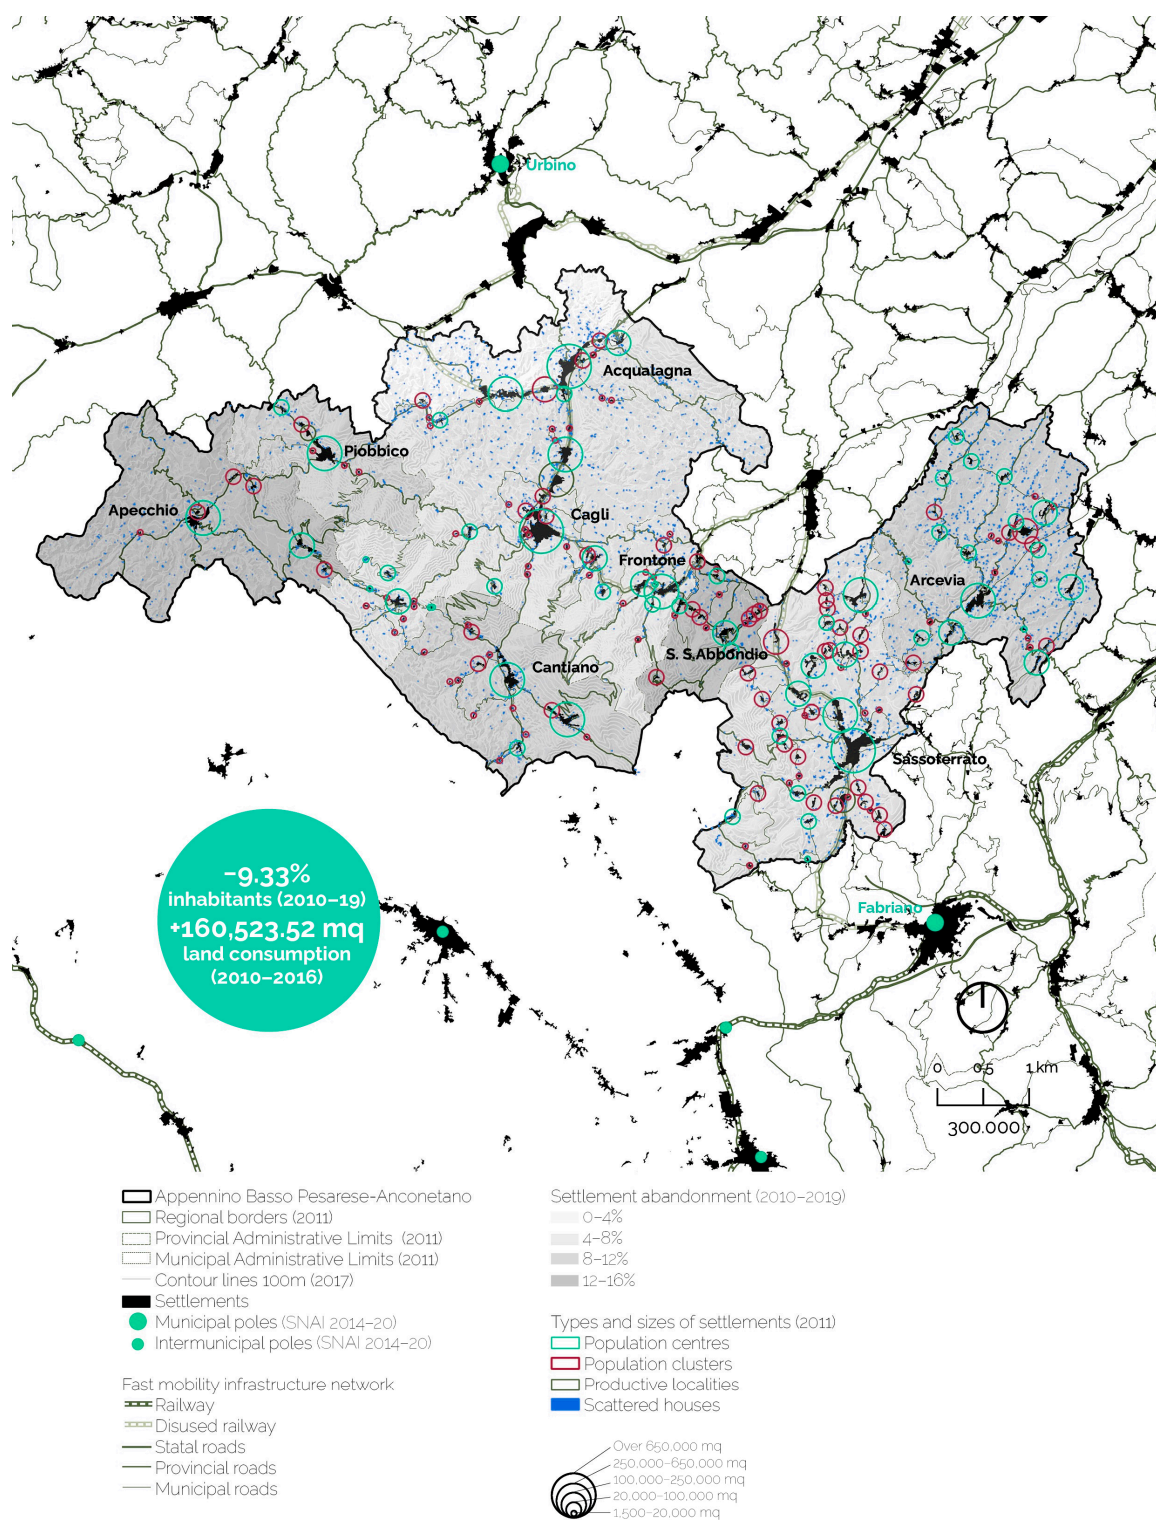 Urbino
Acqualagna
Pióbbico
Apecchio
Cagli
Frontone
Arcevia
S. S.Abbondio
Cantiano
Sassoferrato
−9.33%
inhabitants (2010–19)
+160,523.52 mq
land consumption
(2010–2016)
Fabriano
0 0.5 1 km
300.000
Appennino Basso Pesarese-Anconetano
Regional borders (2011)
Provincial Administrative Limits (2011)
Municipal Administrative Limits (2011)
Contour lines 100m (2017)
Settlements
Municipal poles (SNAI 2014–20)
Intermunicipal poles (SNAI 2014–20)
Fast mobility infrastructure network
Railway
Disused railway
Statal roads
Provincial roads
Municipal roads
Settlement abandonment (2010–2019)
0–4%
4–8%
8–12%
12–16%
Types and sizes of settlements (2011)
Population centres
Population clusters
Productive localities
Scattered houses
Over 650,000 mq
250,000–650,000 mq
100,000–250,000 mq
20,000–100,000 mq
1,500–20,000 mq